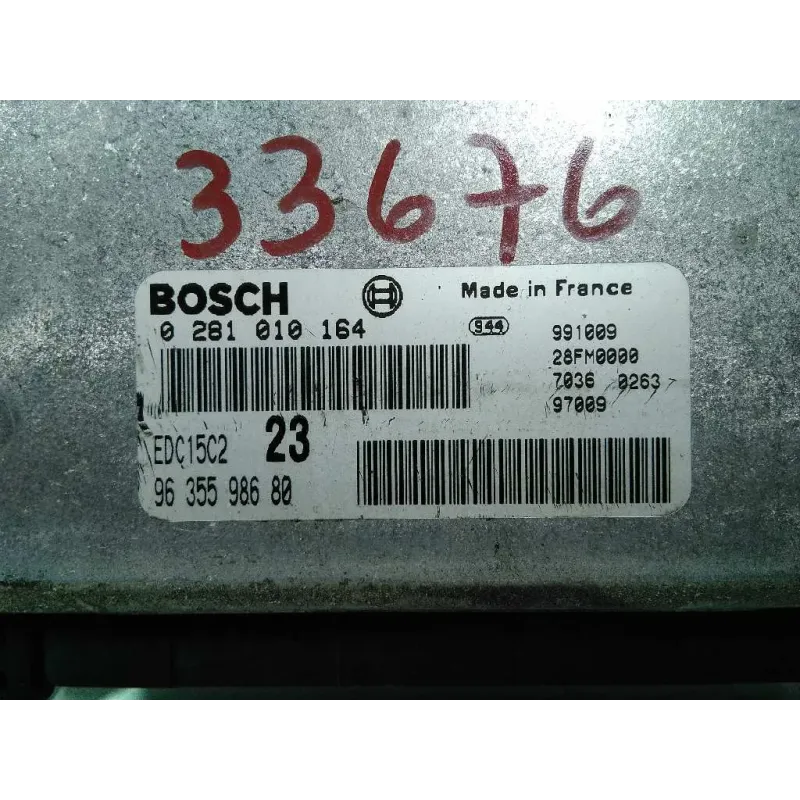 33676
BOSCH Made in France
0 281 010 164 S44 991009
28FM0000
7036 0263
97009
EDC15C2 23
96 355 986 80